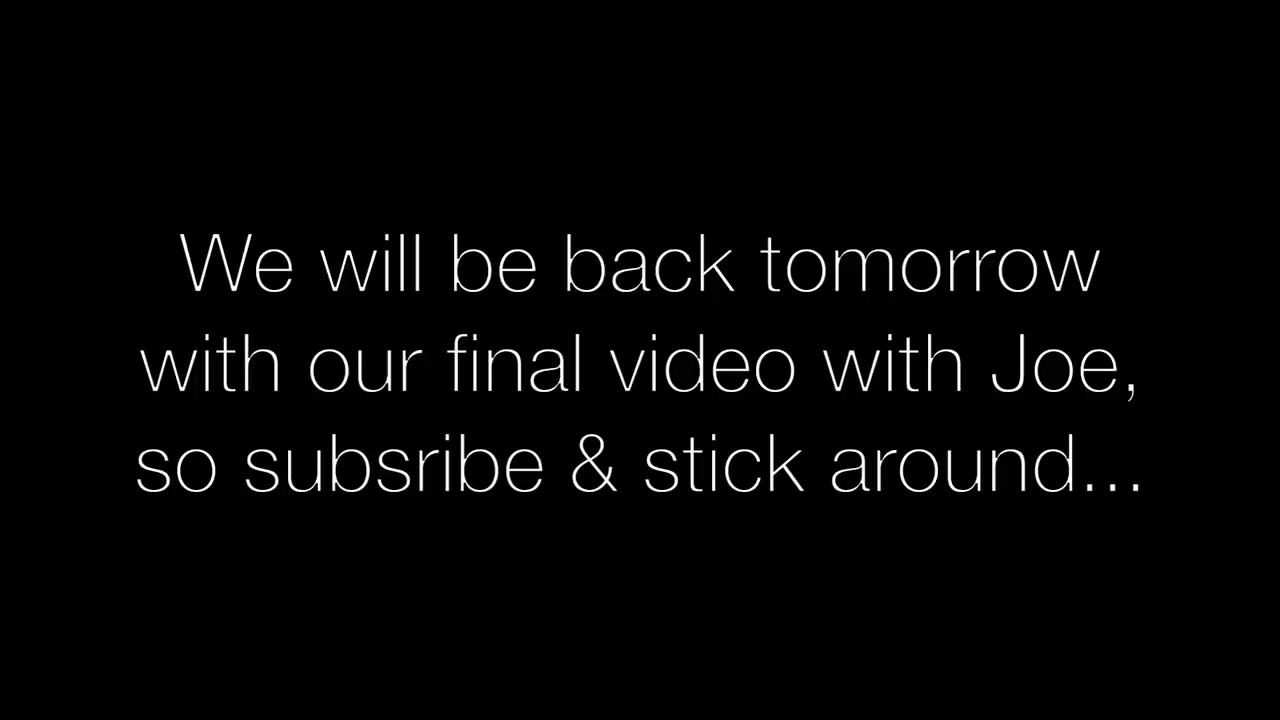 We will be back tomorrow
with our final video with Joe,
so subsribe & stick around...